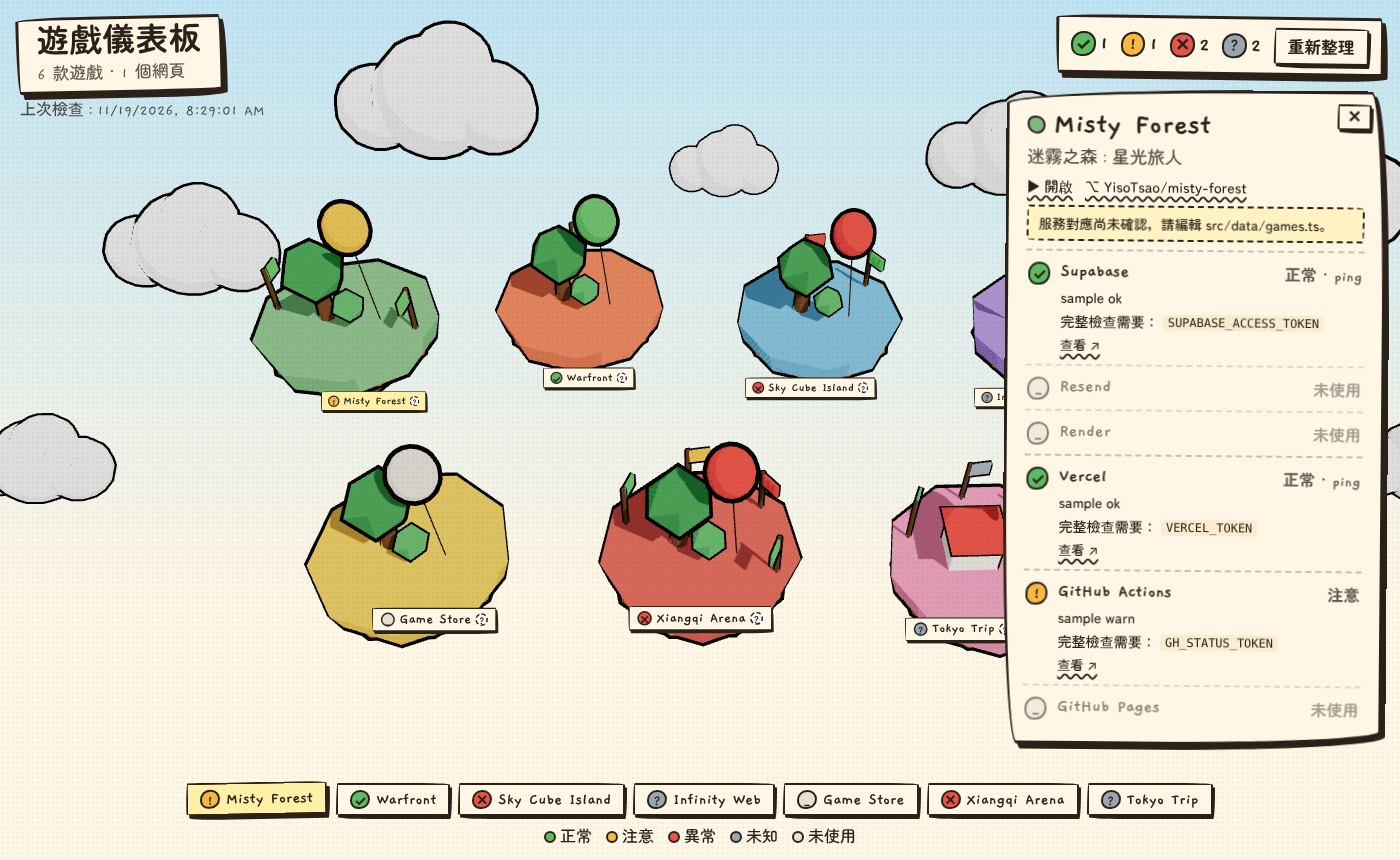 遊戲儀表板
6 款遊戲 · 1 個網頁
上次檢查：11/19/2026, 8:29:01 AM
1 1 2 2 重新整理
Misty Forest
迷霧之森：星光旅人
▶ 開啟 ⌥ YisoTsao/misty-forest
服務對應尚未確認，請編輯 src/data/games.ts。
Supabase 正常 · ping
sample ok
完整檢查需要： SUPABASE_ACCESS_TOKEN
查看 ↗
Resend 未使用
Render 未使用
Vercel 正常 · ping
sample ok
完整檢查需要： VERCEL_TOKEN
查看 ↗
GitHub Actions 注意
sample warn
完整檢查需要： GH_STATUS_TOKEN
查看 ↗
GitHub Pages 未使用
Misty Forest
Warfront
Sky Cube Island
Game Store
Xiangqi Arena
Tokyo Trip
Misty Forest Warfront Sky Cube Island Infinity Web Game Store Xiangqi Arena Tokyo Trip
正常 注意 異常 未知 未使用